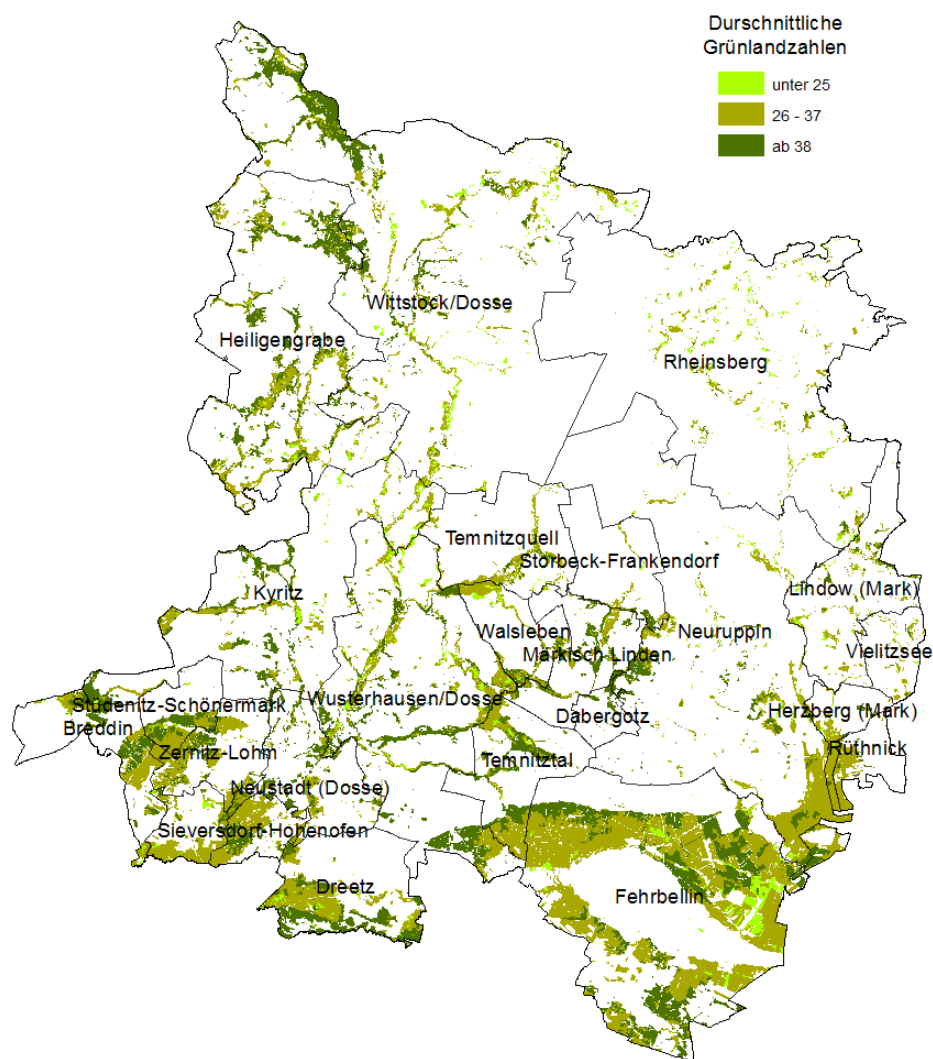 Durschnittliche
Grünlandzahlen
unter 25
26 - 37
ab 38
Wittstock/Dosse
Heiligengrabe
Rheinsberg
Temnitzquell
Storbeck-Frankendorf
Kyritz
Lindow (Mark)
Walsleben
Neuruppin
Märkisch Linden
Vielitzsee
Stüdenitz-Schönermark
Wusterhausen/Dosse
Herzberg (Mark)
Dabergotz
Breddin
Zernitz-Lohm
Rüthnick
Temnitztal
Neustadt (Dosse)
Sieversdorf-Hohenofen
Dreetz
Fehrbellin